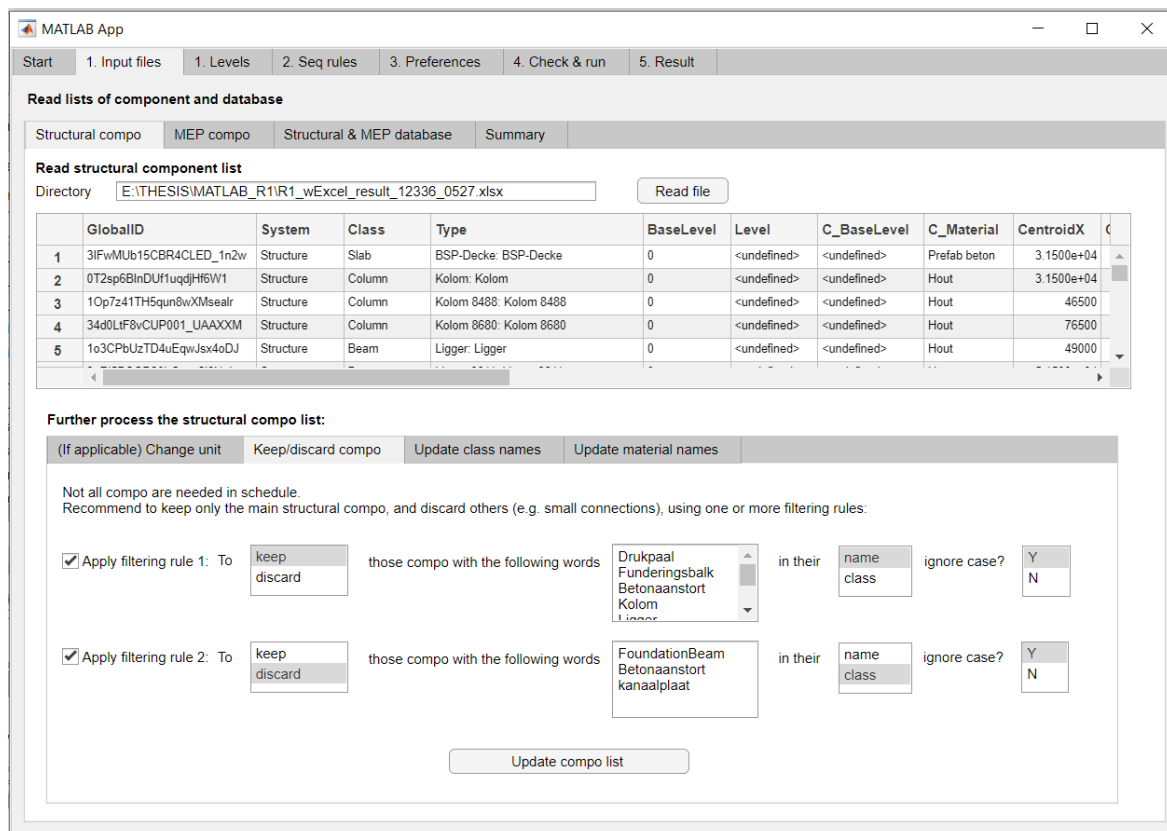 MATLAB App
Start 1. Input files 1. Levels 2. Seq rules 3. Preferences 4. Check & run 5. Result
Read lists of component and database
Structural compo MEP compo Structural & MEP database Summary
Read structural component list
Directory E:\THESIS\MATLAB_R1\R1_wExcel_result_12336_0527.xlsx Read file
GlobalID System Class Type BaseLevel Level C_BaseLevel C_Material CentroidX
1 3IFwMUb15CBR4CLED_1n2w Structure Slab BSP-Decke: BSP-Decke 0 <undefined> <undefined> Prefab beton 3.1500e+04
2 0T2sp6BlnDUf1uqdjHf6W1 Structure Column Kolom: Kolom 0 <undefined> <undefined> Hout 3.1500e+04
3 1Op7z41TH5qun8wXMsealr Structure Column Kolom 8488: Kolom 8488 0 <undefined> <undefined> Hout 46500
4 34d0LtF8vCUP001_UAAXXM Structure Column Kolom 8680: Kolom 8680 0 <undefined> <undefined> Hout 76500
5 1o3CPbUzTD4uEqwJsx4oDJ Structure Beam Ligger: Ligger 0 <undefined> <undefined> Hout 49000
Further process the structural compo list:
(If applicable) Change unit Keep/discard compo Update class names Update material names
Not all compo are needed in schedule.
Recommend to keep only the main structural compo, and discard others (e.g. small connections), using one or more filtering rules:
Apply filtering rule 1: To keep discard those compo with the following words
Drukpaal
Funderingsbalk
Betonaanstort
Kolom
Ligger
in their name class ignore case? Y N
Apply filtering rule 2: To keep discard those compo with the following words
FoundationBeam
Betonaanstort
kanaalplaat
in their name class ignore case? Y N
Update compo list